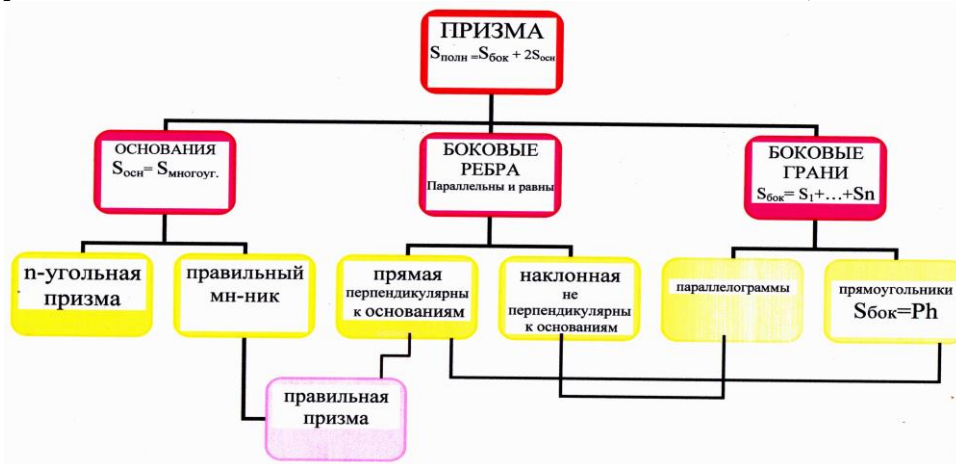 ПРИЗМА
Sполн =Sбок + 2Sосн
ОСНОВАНИЯ
Sосн= Sмногоуг.
БОКОВЫЕ
РЕБРА
Параллельны и равны
БОКОВЫЕ
ГРАНИ
Sбок= S1+…+Sn
n-угольная
призма
правильный
мн-ник
прямая
перпендикулярны
к основаниям
наклонная
не
перпендикулярны
к основаниям
параллелограммы
прямоугольники
Sбок=Ph
правильная
призма